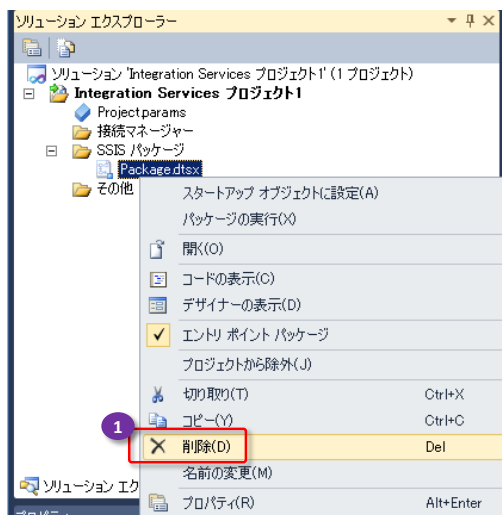 ソリューション エクスプローラー
ソリューション 'Integration Services プロジェクト1' (1 プロジェクト)
Integration Services プロジェクト1
Project.params
接続マネージャー
SSIS パッケージ
Package.dtsx
その他
スタートアップ オブジェクトに設定(A)
パッケージの実行(X)
開く(O)
コードの表示(C)
デザイナーの表示(D)
エントリ ポイント パッケージ
プロジェクトから除外(J)
切り取り(T) Ctrl+X
コピー(Y) Ctrl+C
1
削除(D) Del
名前の変更(M)
ソリューション エク
プロパティ(R) Alt+Enter
プロパティ